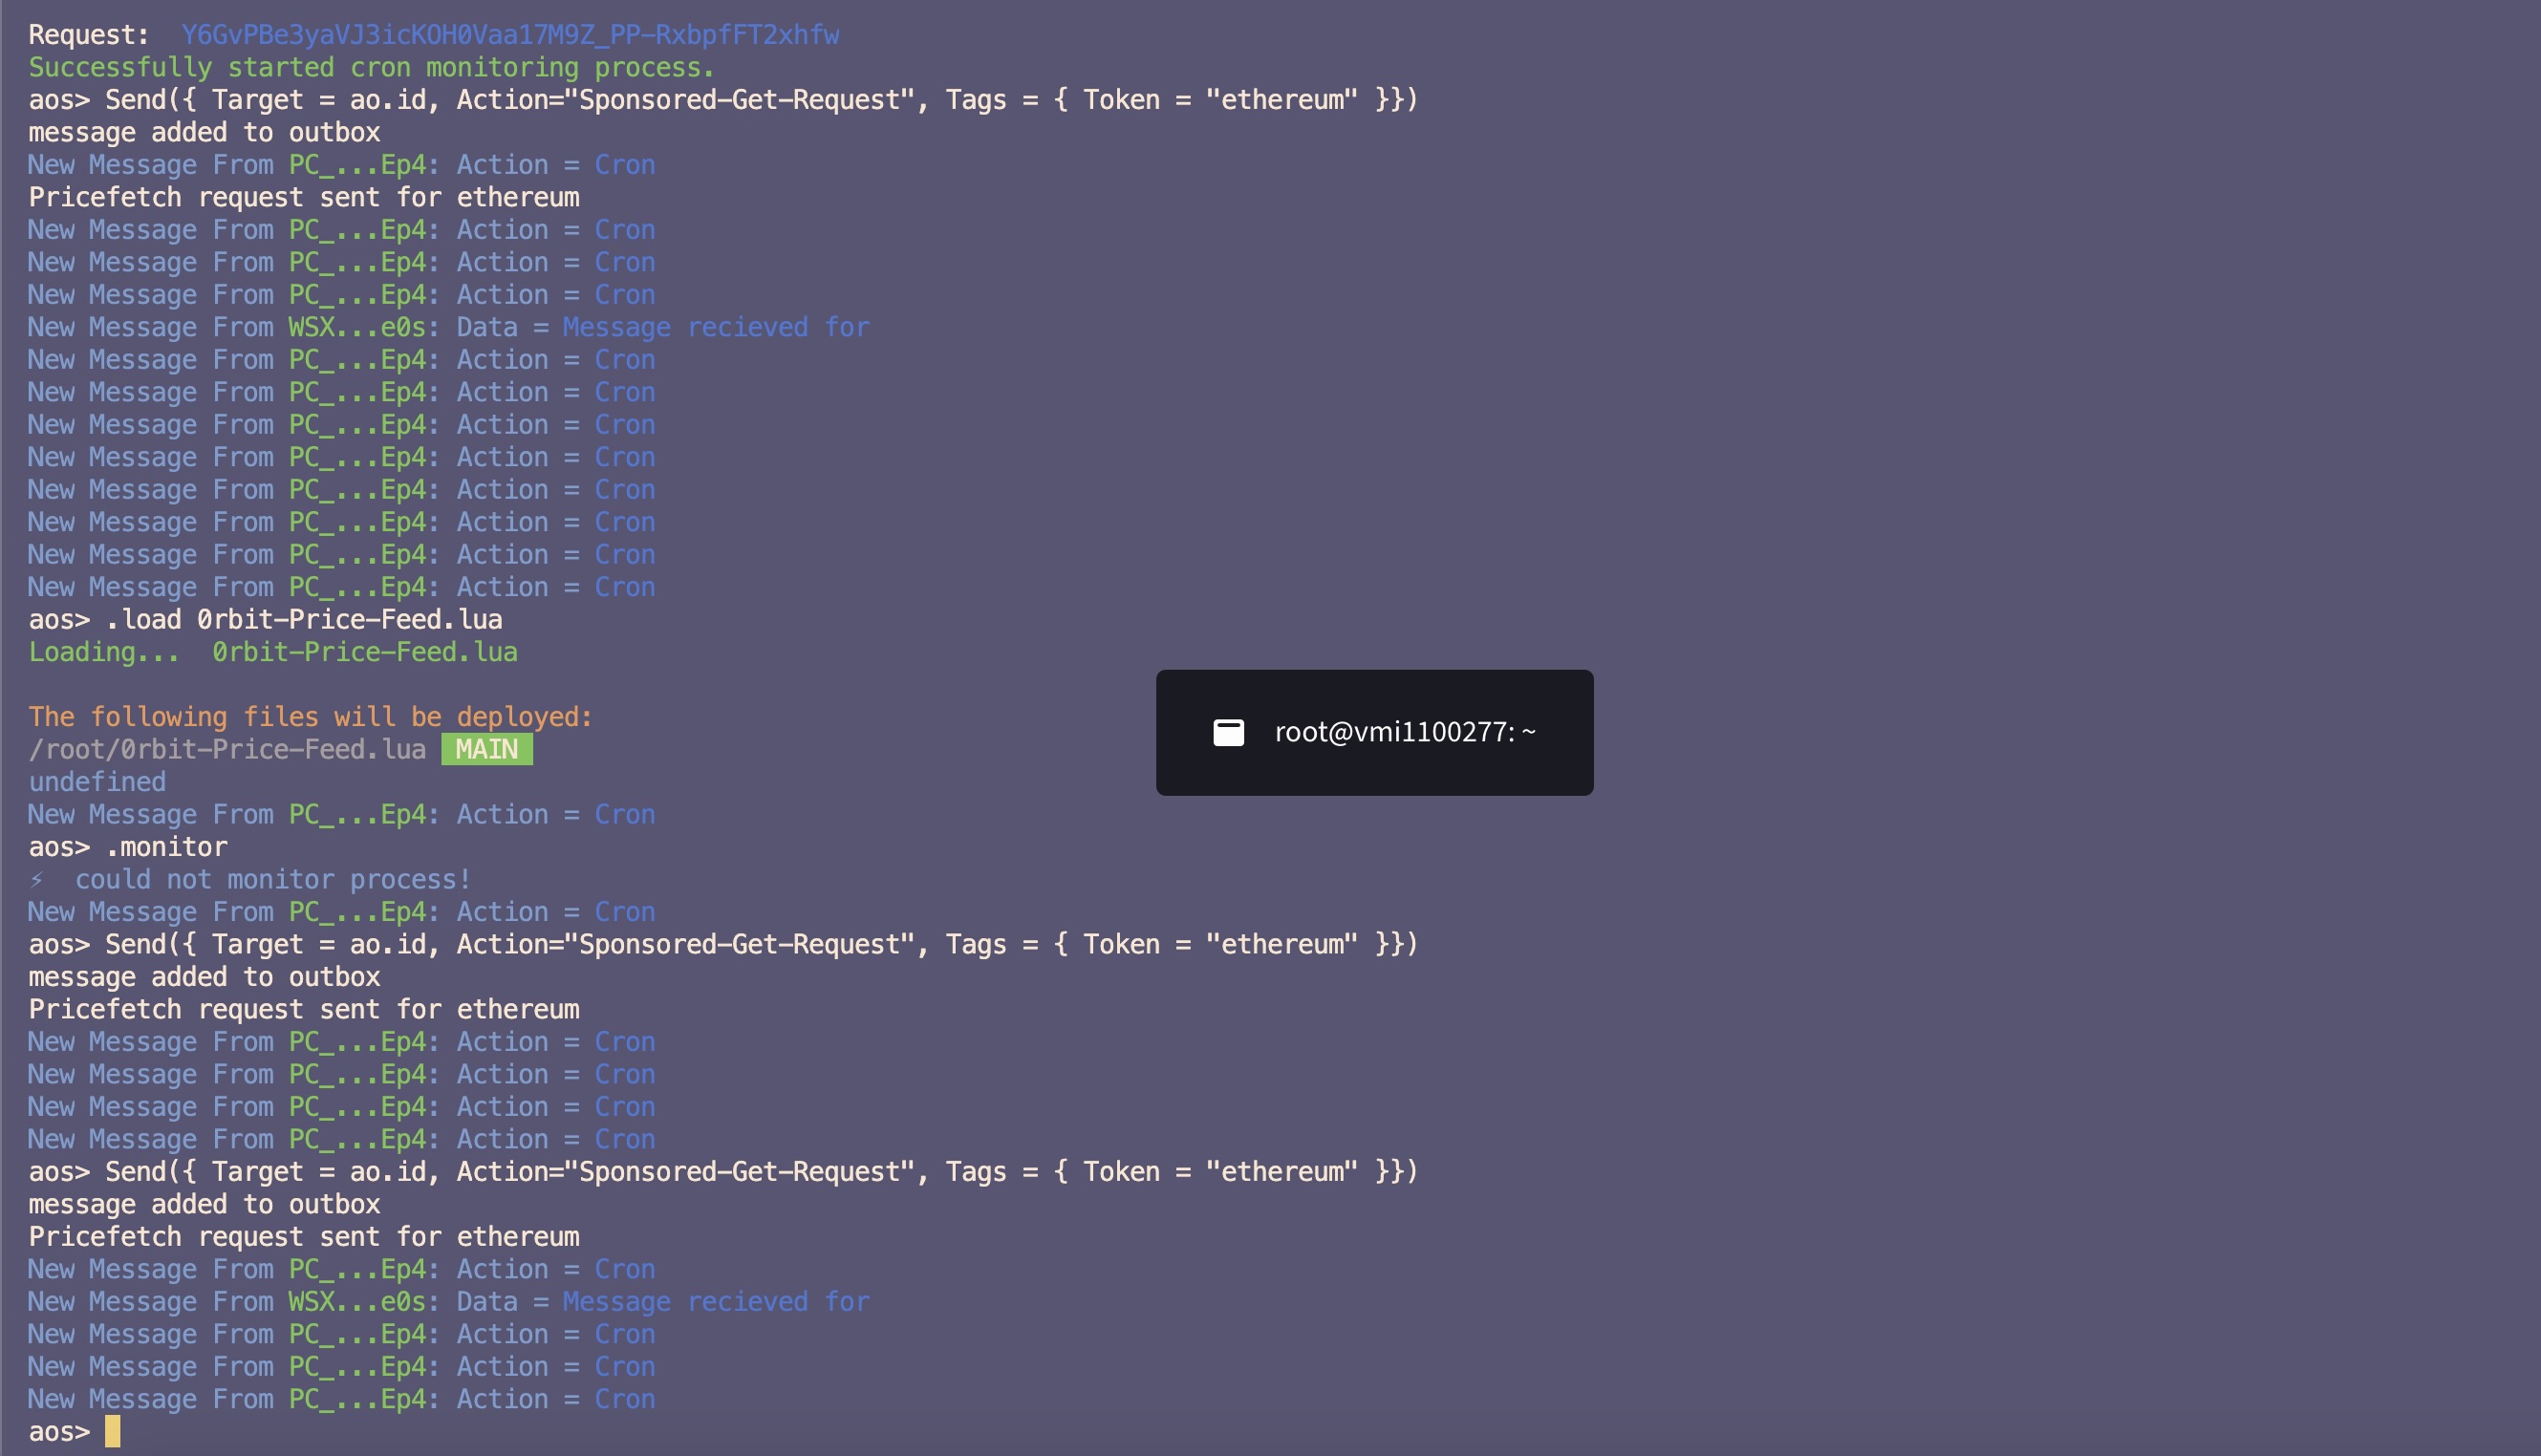 Request:  Y6GvPBe3yaVJ3icKOH0Vaa17M9Z_PP-RxbpfFT2xhfw
Successfully started cron monitoring process.
aos> Send({ Target = ao.id, Action="Sponsored-Get-Request", Tags = { Token = "ethereum" }})
message added to outbox
New Message From PC_...Ep4: Action = Cron
Pricefetch request sent for ethereum
New Message From PC_...Ep4: Action = Cron
New Message From PC_...Ep4: Action = Cron
New Message From PC_...Ep4: Action = Cron
New Message From WSX...e0s: Data = Message recieved for
New Message From PC_...Ep4: Action = Cron
New Message From PC_...Ep4: Action = Cron
New Message From PC_...Ep4: Action = Cron
New Message From PC_...Ep4: Action = Cron
New Message From PC_...Ep4: Action = Cron
New Message From PC_...Ep4: Action = Cron
New Message From PC_...Ep4: Action = Cron
New Message From PC_...Ep4: Action = Cron
aos> .load 0rbit-Price-Feed.lua
Loading...  0rbit-Price-Feed.lua
The following files will be deployed:
/root/0rbit-Price-Feed.lua MAIN
root@vmi1100277: ~
undefined
New Message From PC_...Ep4: Action = Cron
aos> .monitor
⚡ could not monitor process!
New Message From PC_...Ep4: Action = Cron
aos> Send({ Target = ao.id, Action="Sponsored-Get-Request", Tags = { Token = "ethereum" }})
message added to outbox
Pricefetch request sent for ethereum
New Message From PC_...Ep4: Action = Cron
New Message From PC_...Ep4: Action = Cron
New Message From PC_...Ep4: Action = Cron
New Message From PC_...Ep4: Action = Cron
aos> Send({ Target = ao.id, Action="Sponsored-Get-Request", Tags = { Token = "ethereum" }})
message added to outbox
Pricefetch request sent for ethereum
New Message From PC_...Ep4: Action = Cron
New Message From WSX...e0s: Data = Message recieved for
New Message From PC_...Ep4: Action = Cron
New Message From PC_...Ep4: Action = Cron
New Message From PC_...Ep4: Action = Cron
aos>